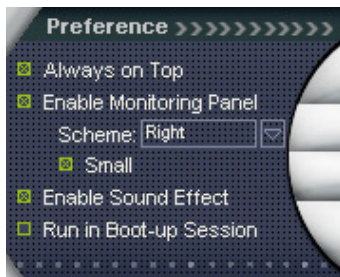 Preference >>>>>>>>>>>
Always on Top
Enable Monitoring Panel
Scheme: Right
Small
Enable Sound Effect
Run in Boot-up Session